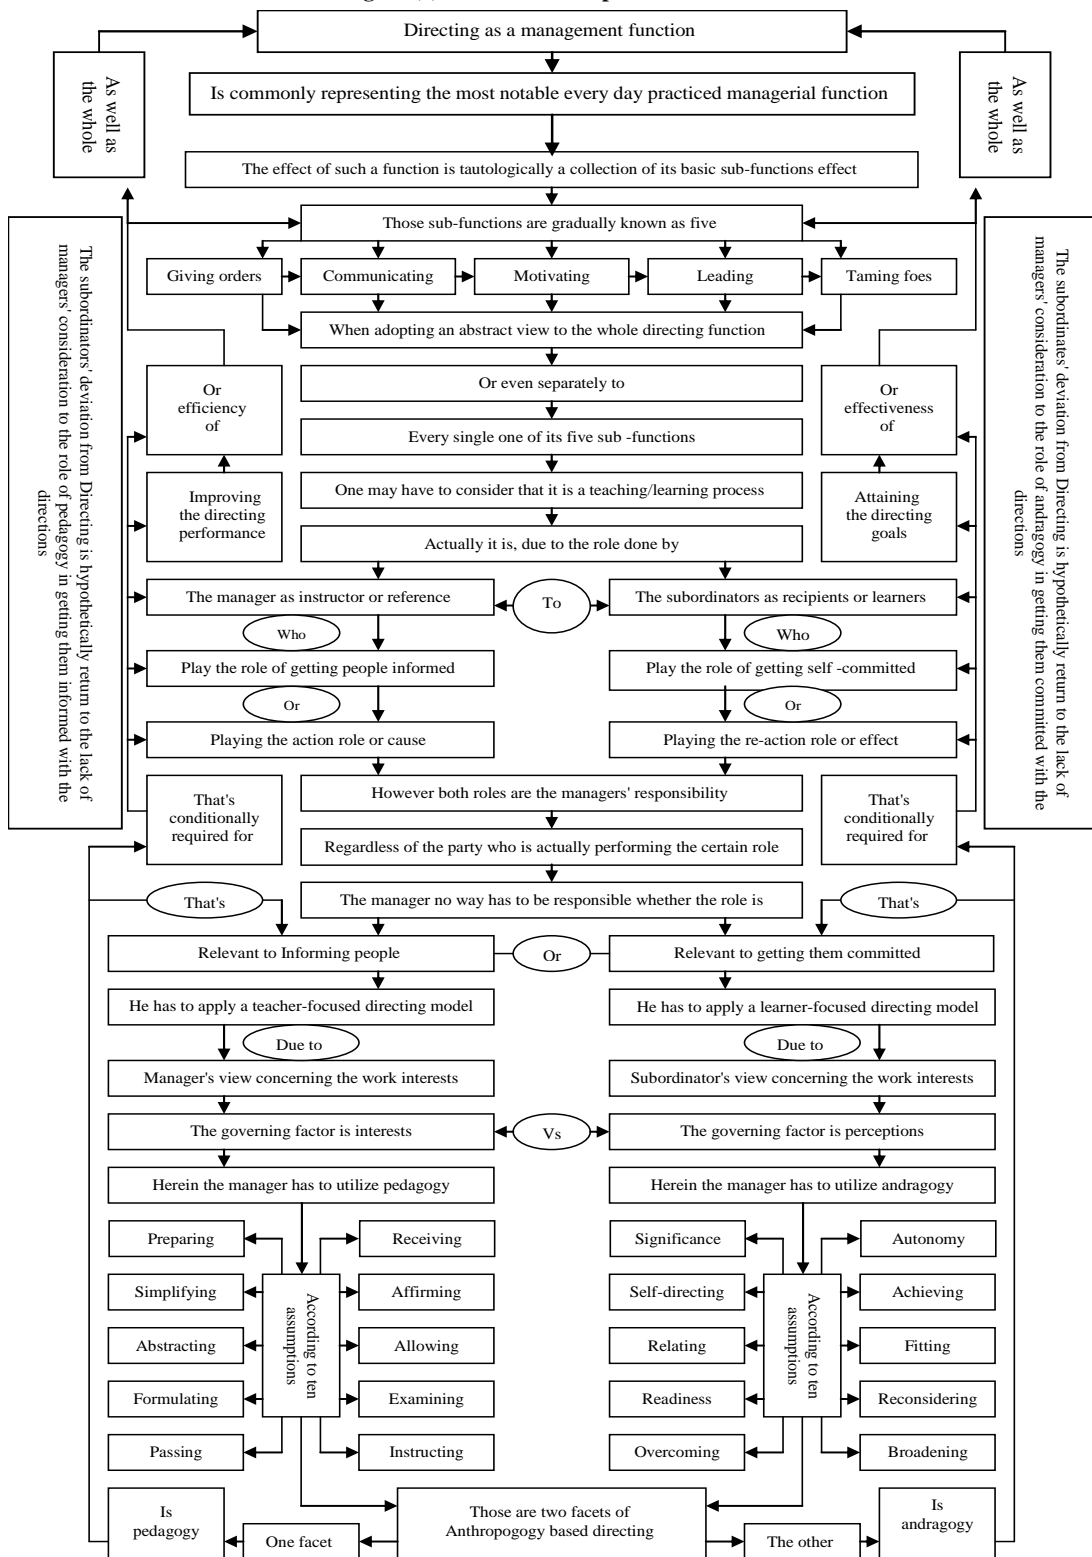 Directing as a management function
As well as
the whole
As well as
the whole
Is commonly representing the most notable every day practiced managerial function
The effect of such a function is tautologically a collection of its basic sub-functions effect
Those sub-functions are gradually known as five
Giving orders
Communicating
Motivating
Leading
Taming foes
When adopting an abstract view to the whole directing function
The subordinators' deviation from Directing is hypothetically return to the lack of
managers' consideration to the role of pedagogy in getting them informed with the
directions
The subordinates' deviation from Directing is hypothetically return to the lack of
managers' consideration to the role of andragogy in getting them committed with the
directions
Or
efficiency
of
Or even separately to
Or
effectiveness
of
Every single one of its five sub -functions
Improving
the directing
performance
One may have to consider that it is a teaching/learning process
Attaining
the directing
goals
Actually it is, due to the role done by
The manager as instructor or reference
To
The subordinators as recipients or learners
Who
Who
Play the role of getting people informed
Play the role of getting self -committed
Or
Or
Playing the action role or cause
Playing the re-action role or effect
That's
conditionally
required for
However both roles are the managers' responsibility
That's
conditionally
required for
Regardless of the party who is actually performing the certain role
That's
The manager no way has to be responsible whether the role is
That's
Relevant to Informing people
Or
Relevant to getting them committed
He has to apply a teacher-focused directing model
He has to apply a learner-focused directing model
Due to
Due to
Manager's view concerning the work interests
Subordinator's view concerning the work interests
The governing factor is interests
Vs
The governing factor is perceptions
Herein the manager has to utilize pedagogy
Herein the manager has to utilize andragogy
Preparing
Receiving
Significance
Autonomy
Simplifying
According to ten
assumptions
Affirming
Self-directing
According to ten
assumptions
Achieving
Abstracting
Allowing
Relating
Fitting
Formulating
Examining
Readiness
Reconsidering
Passing
Instructing
Overcoming
Broadening
Is
pedagogy
One facet
Those are two facets of
Anthropogogy based directing
The other
Is
andragogy